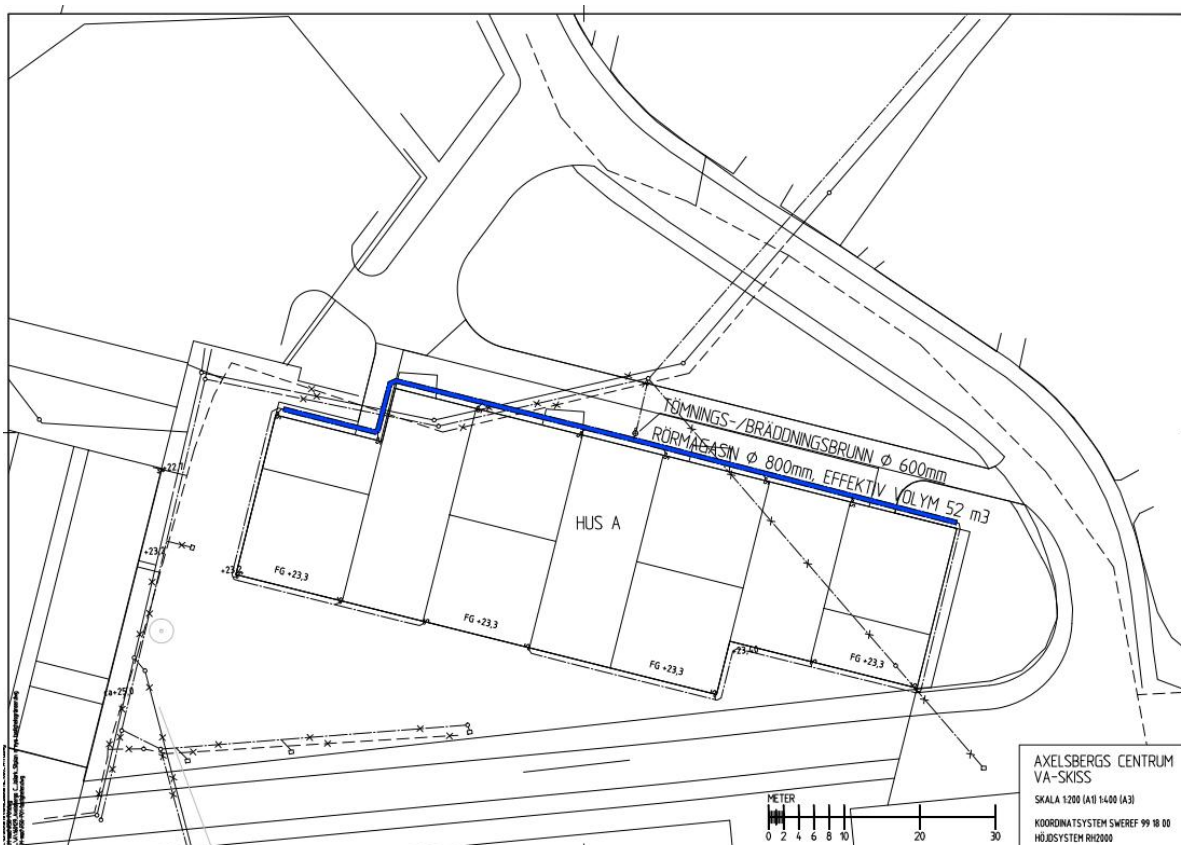 TÖMNINGS-/BRÄDDNINGSBRUNN ϕ 600mm
RÖRMAGASIN ϕ 800mm, EFFEKTIV VOLYM 52 m3
HUS A
+23,2
FG +23,3
FG +23,3
FG +23,3
+23,40
FG +23,3
METER
0 2 4 6 8 10 20 30
AXELSBERGS CENTRUM
VA-SKISS
SKALA 1:200 (A1) 1:400 (A3)
KOORDINATSYSTEM SWEREF 99 18 00
HÖJDSYSTEM RH2000